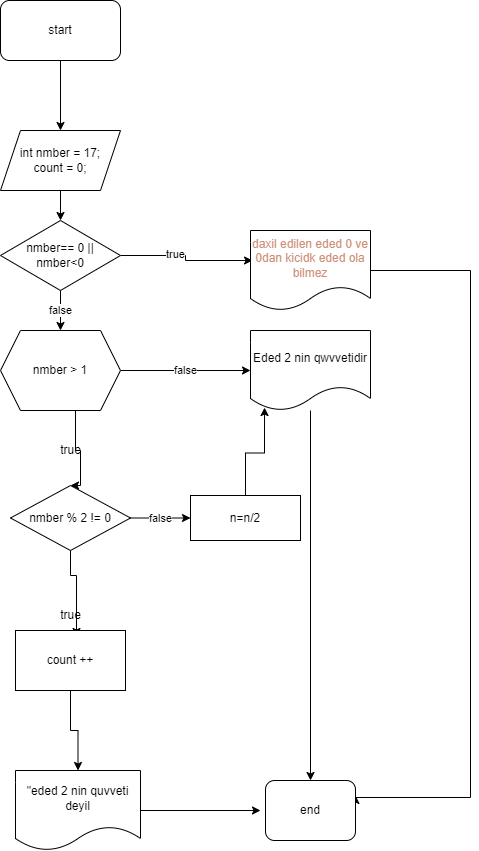 start
int nmber = 17;
count = 0;
nmber== 0 ||
nmber<0
true
daxil edilen eded 0 ve
0dan kicidk eded ola
bilmez
false
nmber > 1
false
Eded 2 nin qwvvetidir
true
nmber % 2 != 0
false
n=n/2
true
count ++
"eded 2 nin quvveti
deyil
end